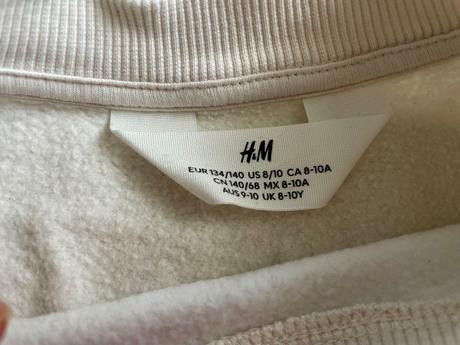 H&M
EUR 134/140 US 8/10 CA 8-10A
CN 140/68 MX 8-10A
AUS 9-10 UK 8-10Y